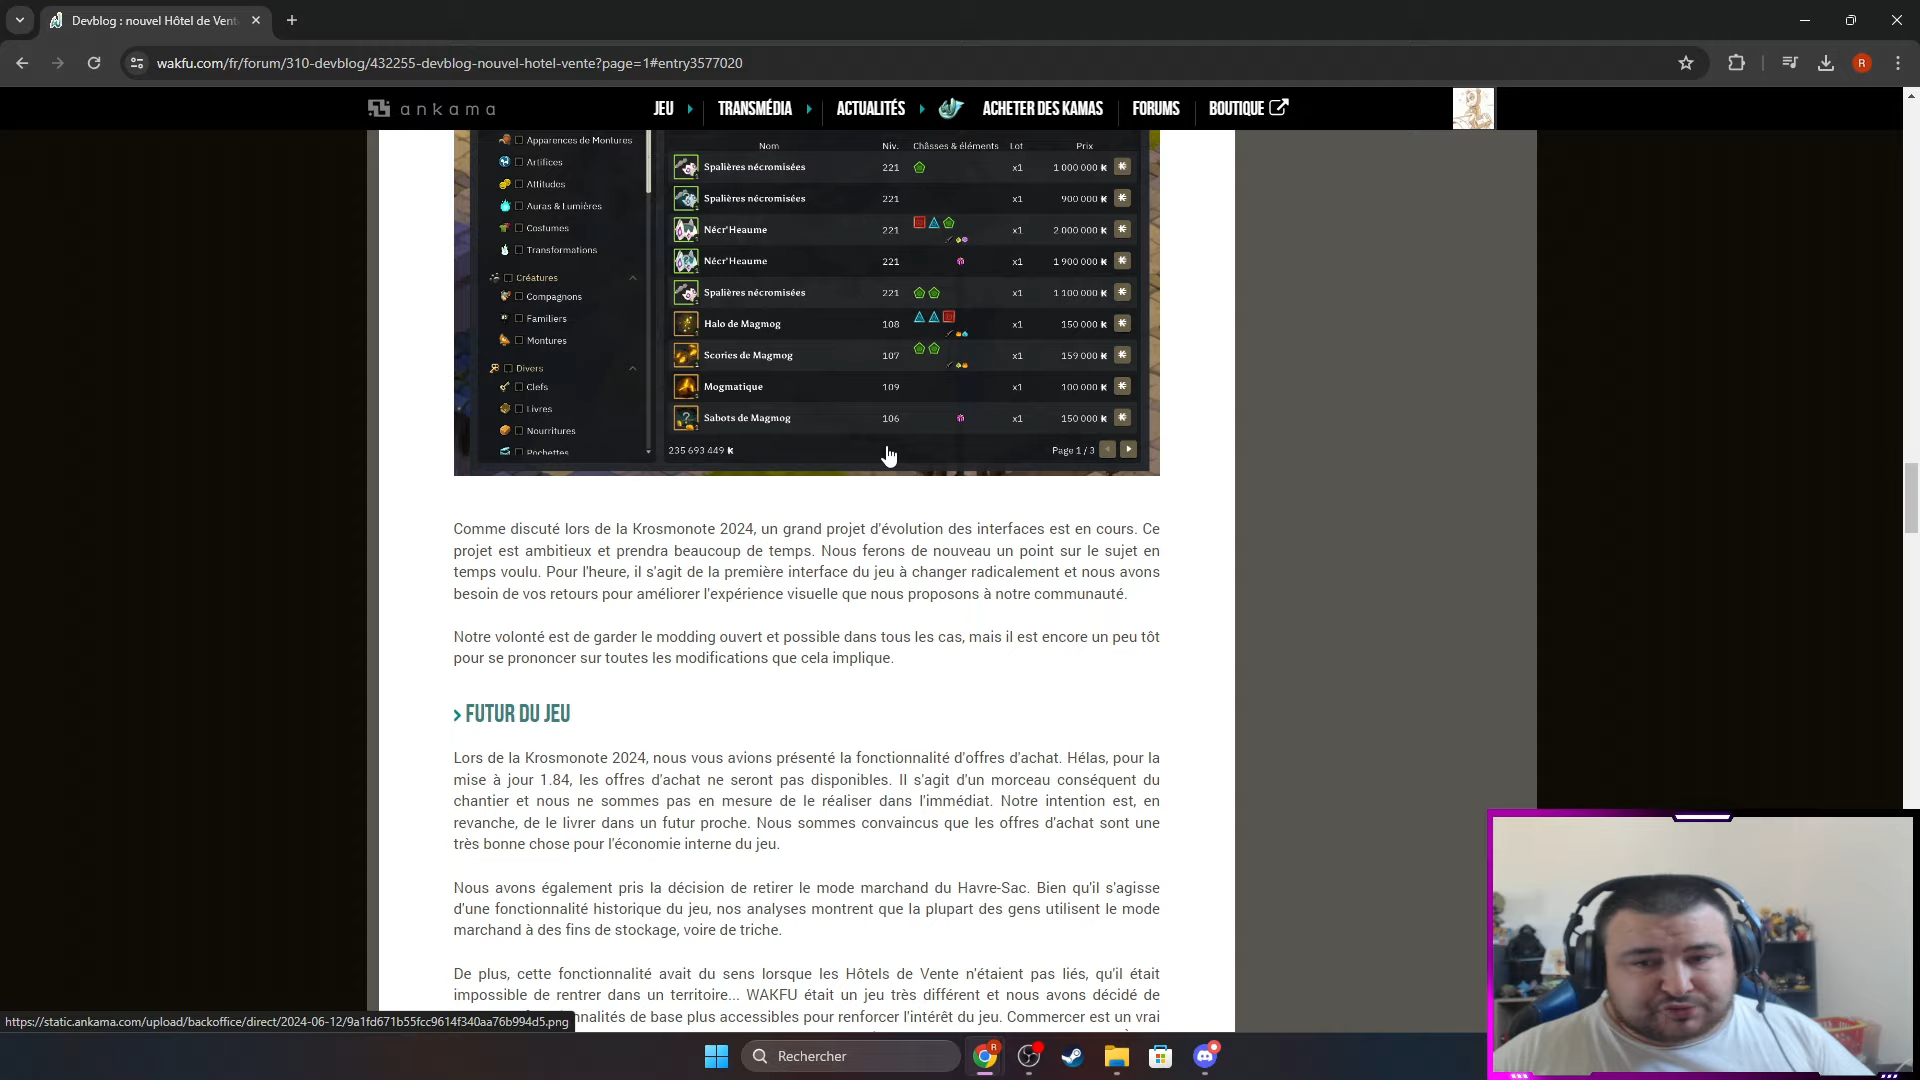 Devblog : nouvel Hôtel de Vent
wakfu.com/fr/forum/310-devblog/432255-devblog-nouvel-hotel-vente?page=1#entry3577020
R
ankama
JEU
TRANSMÉDIA
ACTUALITÉS
ACHETER DES KAMAS
FORUMS
BOUTIQUE
Apparences de Montures
Artifices
Attitudes
Auras & Lumières
Costumes
Transformations
Créatures
Compagnons
Familiers
Montures
Divers
Clefs
Livres
Nourritures
Pochettes
Nom Niv. Châsses & éléments Lot Prix
Spalières nécromisées 221 x1 1 000 000
Spalières nécromisées 221 x1 900 000
Nécr'Heaume 221 x1 2 000 000
Nécr'Heaume 221 x1 1 900 000
Spalières nécromisées 221 x1 1 100 000
Halo de Magmog 108 x1 150 000
Scories de Magmog 107 x1 159 000
Mogmatique 109 x1 100 000
Sabots de Magmog 106 x1 150 000
235 693 449 Page 1 / 3
Comme discuté lors de la Krosmonote 2024, un grand projet d'évolution des interfaces est en cours. Ce
projet est ambitieux et prendra beaucoup de temps. Nous ferons de nouveau un point sur le sujet en
temps voulu. Pour l'heure, il s'agit de la première interface du jeu à changer radicalement et nous avons
besoin de vos retours pour améliorer l'expérience visuelle que nous proposons à notre communauté.
Notre volonté est de garder le modding ouvert et possible dans tous les cas, mais il est encore un peu tôt
pour se prononcer sur toutes les modifications que cela implique.
> FUTUR DU JEU
Lors de la Krosmonote 2024, nous vous avions présenté la fonctionnalité d'offres d'achat. Hélas, pour la
mise à jour 1.84, les offres d'achat ne seront pas disponibles. Il s'agit d'un morceau conséquent du
chantier et nous ne sommes pas en mesure de le réaliser dans l'immédiat. Notre intention est, en
revanche, de le livrer dans un futur proche. Nous sommes convaincus que les offres d'achat sont une
très bonne chose pour l'économie interne du jeu.
Nous avons également pris la décision de retirer le mode marchand du Havre-Sac. Bien qu'il s'agisse
d'une fonctionnalité historique du jeu, nos analyses montrent que la plupart des gens utilisent le mode
marchand à des fins de stockage, voire de triche.
De plus, cette fonctionnalité avait du sens lorsque les Hôtels de Vente n'étaient pas liés, qu'il était
impossible de rentrer dans un territoire... WAKFU était un jeu très différent et nous avons décidé de
nnalités de base plus accessibles pour renforcer l'intérêt du jeu. Commercer est un vrai
https://static.ankama.com/upload/backoffice/direct/2024-06-12/9a1fd671b55fcc9614f340aa76b994d5.png
Rechercher
R